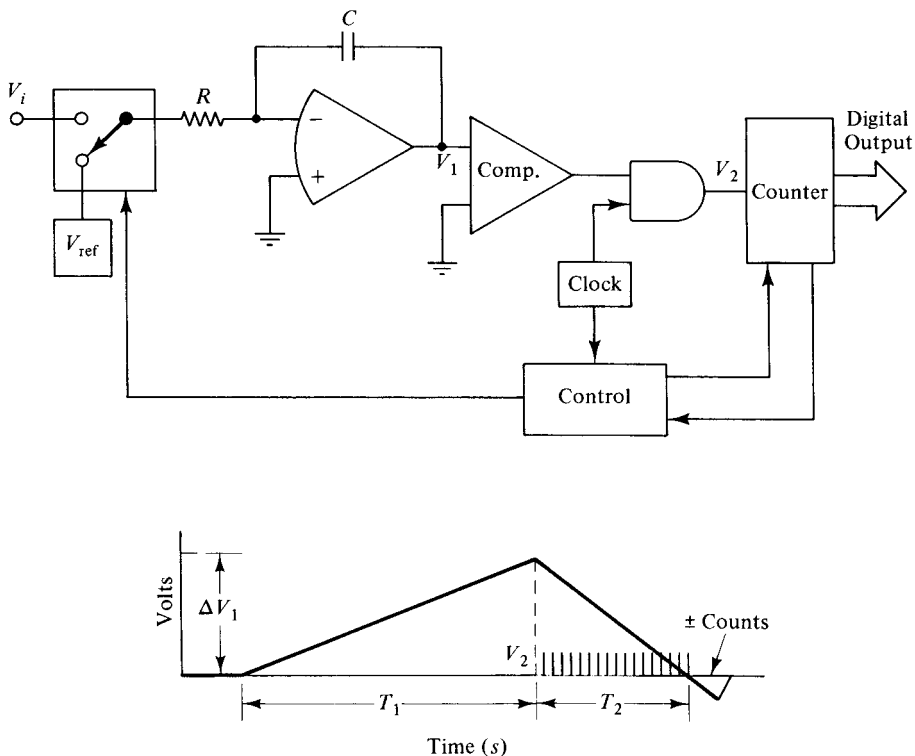 C
V_i
R
−
+
V_1
Comp.
V_2
Digital
Output
Counter
V_ref
Clock
Control
Volts
ΔV_1
V_2
± Counts
T_1
T_2
Time (s)